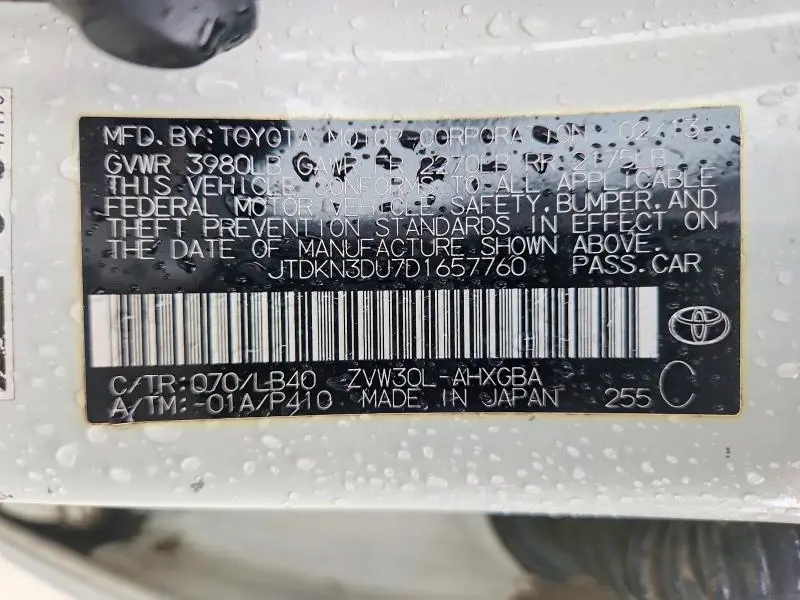 MFD. BY: TOYOTA MOTOR CORPORATION 02/13
GVWR 3980LB GAWR FR 2270LB RR 2175LB
THIS VEHICLE CONFORMS TO ALL APPLICABLE
FEDERAL MOTOR VEHICLE SAFETY, BUMPER, AND
THEFT PREVENTION STANDARDS IN EFFECT ON
THE DATE OF MANUFACTURE SHOWN ABOVE.
JTDKN3DU7D1657760 PASS. CAR
C/TR: 070/LB40 ZVW30L-AHXGBA
A/TM: -01A/P410 MADE IN JAPAN 255 C